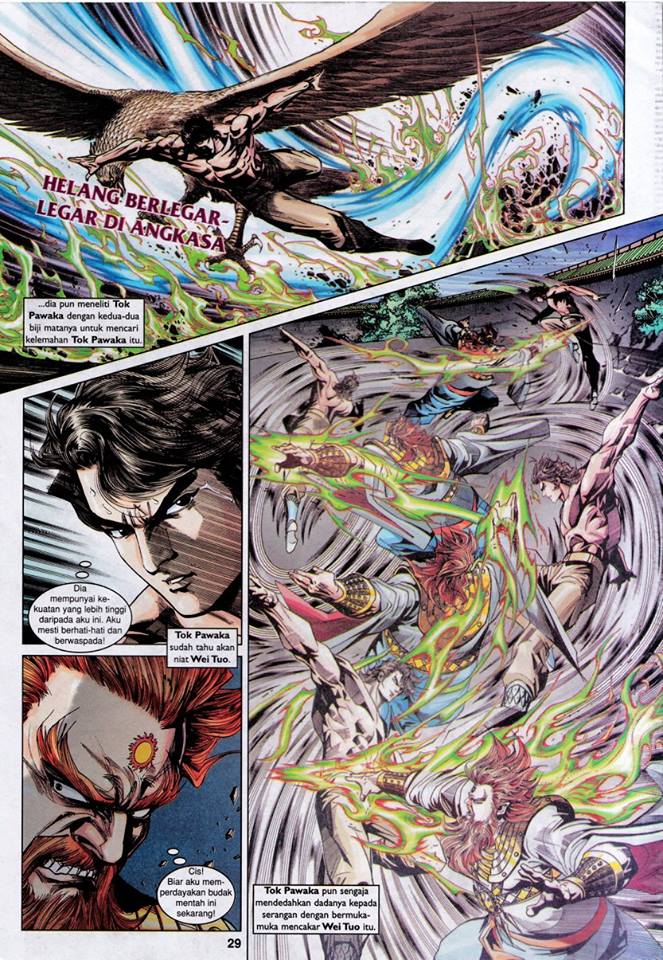 HELANG BERLEGAR-
LEGAR DI ANGKASA
...dia pun meneliti Tok
Pawaka dengan kedua-dua
biji matanya untuk mencari
kelemahan Tok Pawaka itu.
Dia
mempunyai ke-
kuatan yang lebih tinggi
daripada aku ini. Aku
mesti berhati-hati dan
berwaspada!
Tok Pawaka
sudah tahu akan
niat Wei Tuo.
Cis!
Biar aku mem-
perdayakan budak
mentah ini
sekarang!
Tok Pawaka pun sengaja
mendedahkan dadanya kepada
serangan dengan bermuka-
muka mencakar Wei Tuo itu.
29